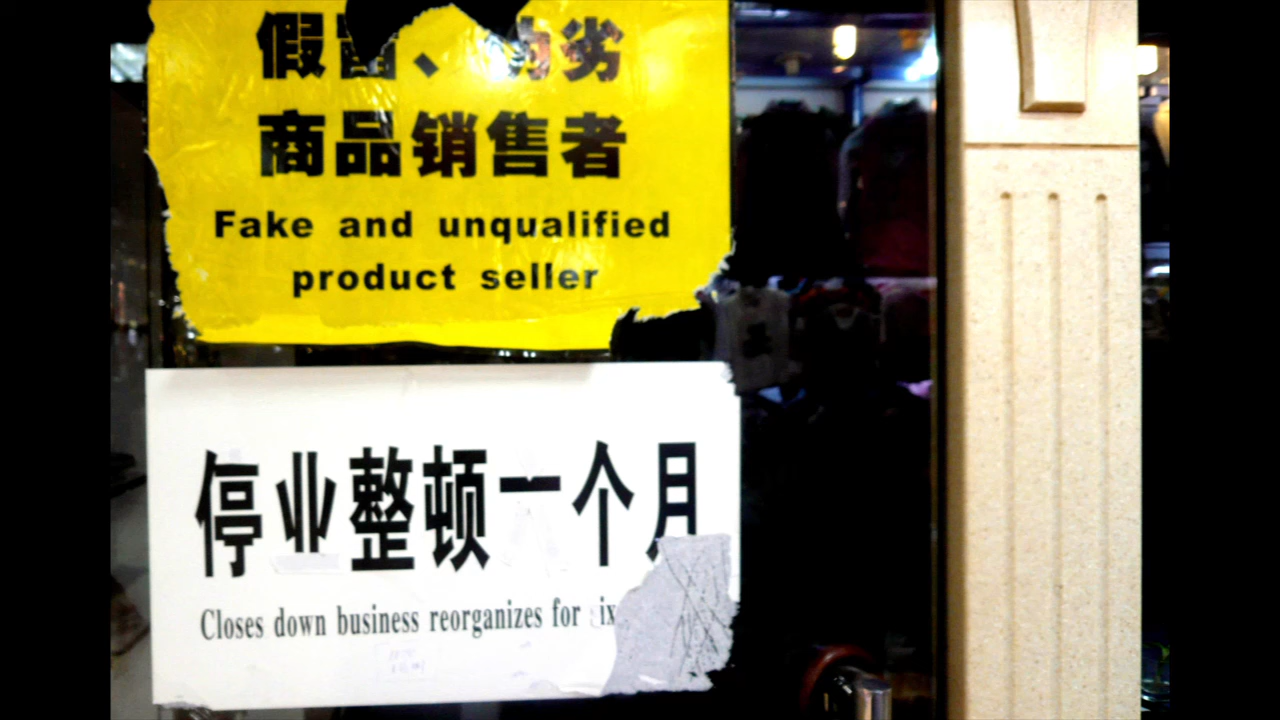 假冒、伪劣
商品销售者
Fake and unqualified
product seller
停业整顿一个月
Closes down business reorganizes for